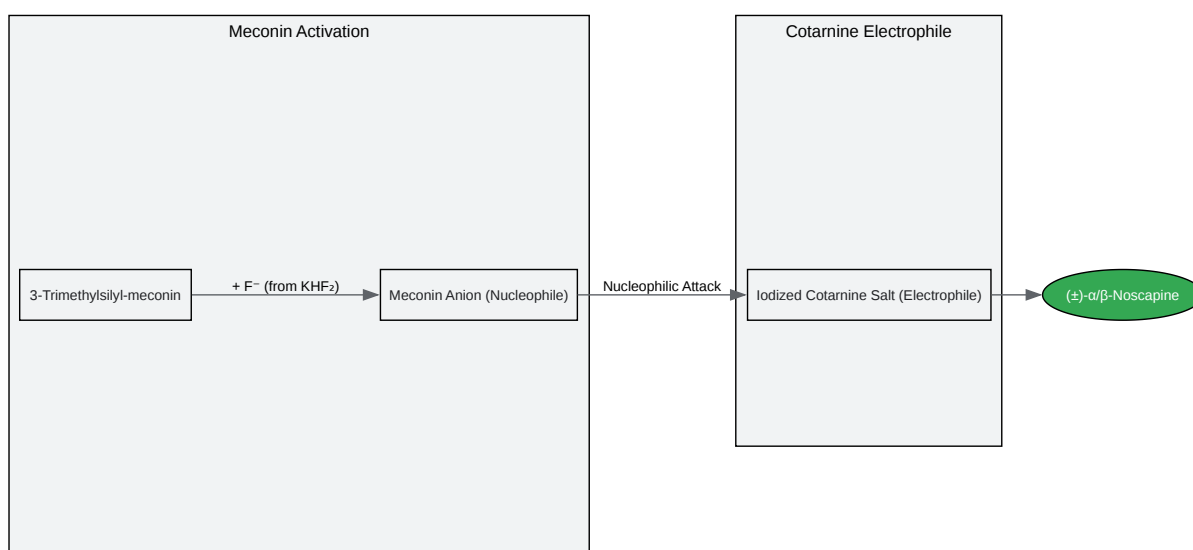 Meconin Activation
Cotarnine Electrophile
3-Trimethylsilyl-meconin
+ F⁻ (from KHF₂)
Meconin Anion (Nucleophile)
Nucleophilic Attack
Iodized Cotarnine Salt (Electrophile)
(±)-α/β-Noscapine